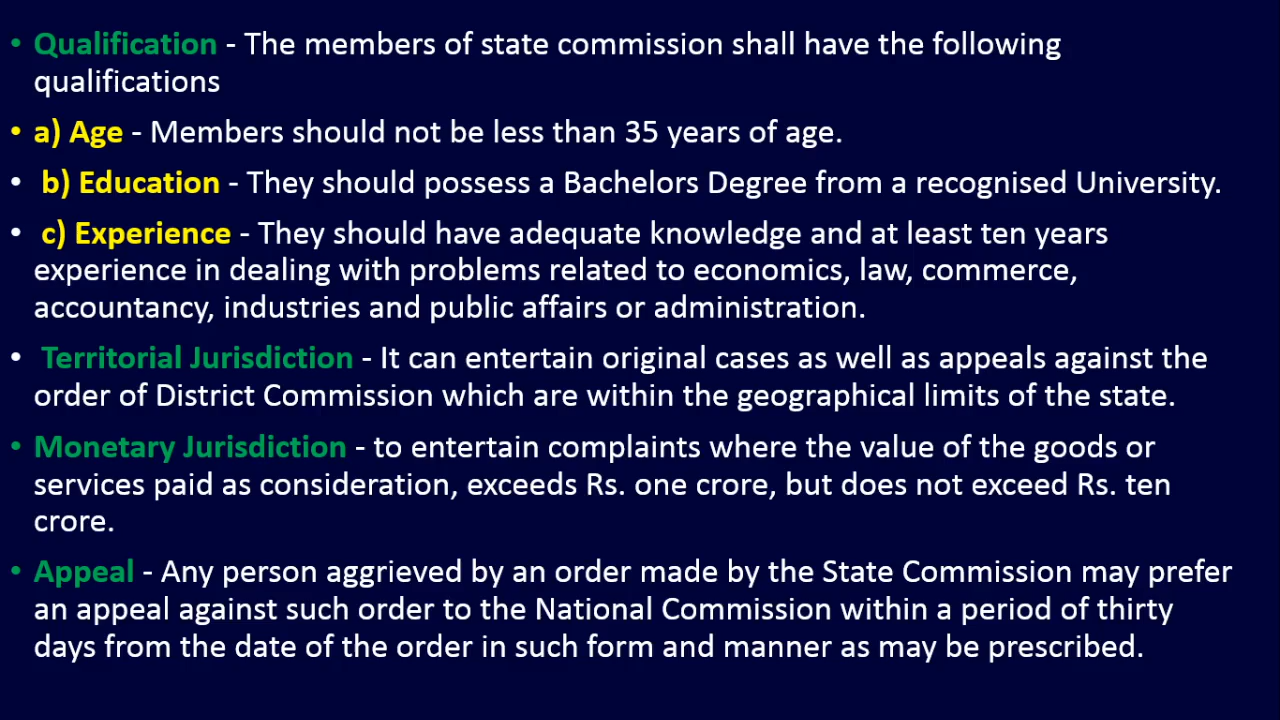 • Qualification - The members of state commission shall have the following
qualifications
• a) Age - Members should not be less than 35 years of age.
• b) Education - They should possess a Bachelors Degree from a recognised University.
• c) Experience - They should have adequate knowledge and at least ten years
experience in dealing with problems related to economics, law, commerce,
accountancy, industries and public affairs or administration.
• Territorial Jurisdiction - It can entertain original cases as well as appeals against the
order of District Commission which are within the geographical limits of the state.
• Monetary Jurisdiction - to entertain complaints where the value of the goods or
services paid as consideration, exceeds Rs. one crore, but does not exceed Rs. ten
crore.
• Appeal - Any person aggrieved by an order made by the State Commission may prefer
an appeal against such order to the National Commission within a period of thirty
days from the date of the order in such form and manner as may be prescribed.